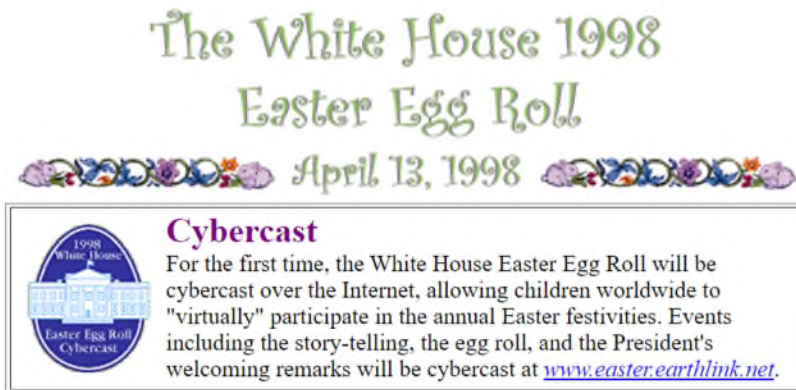 The White House 1998
Easter Egg Roll
April 13, 1998
1998
White House
Easter Egg Roll
Cybercast
Cybercast
For the first time, the White House Easter Egg Roll will be
cybercast over the Internet, allowing children worldwide to
"virtually" participate in the annual Easter festivities. Events
including the story-telling, the egg roll, and the President's
welcoming remarks will be cybercast at www.easter.earthlink.net.